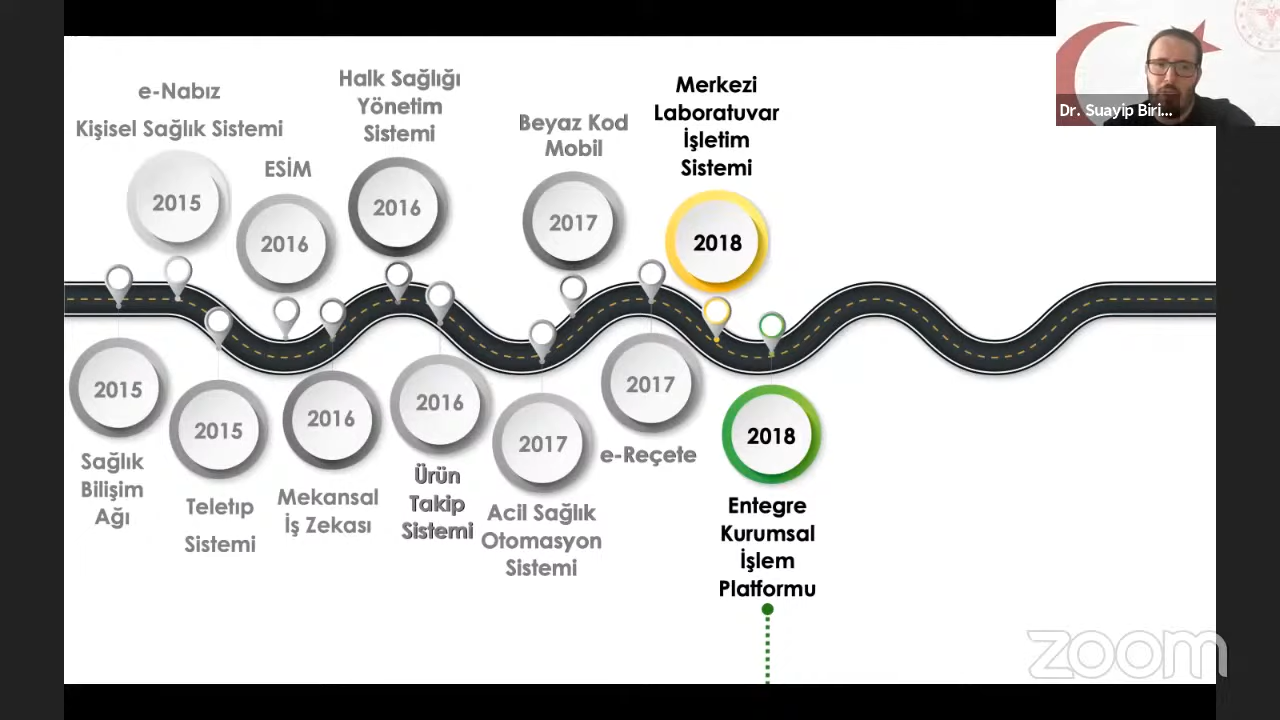 e-Nabız
Kişisel Sağlık Sistemi
2015
ESİM
2016
Halk Sağlığı
Yönetim
Sistemi
2016
Beyaz Kod
Mobil
2017
Merkezi
Laboratuvar
İşletim
Sistemi
2018
Dr. Suayip Biri...
2015
Sağlık
Bilişim
Ağı
2015
Teletıp
Sistemi
2016
Mekansal
İş Zekası
2016
Ürün
Takip
Sistemi
2017
Acil Sağlık
Otomasyon
Sistemi
2017
e-Reçete
2018
Entegre
Kurumsal
İşlem
Platformu
zoom